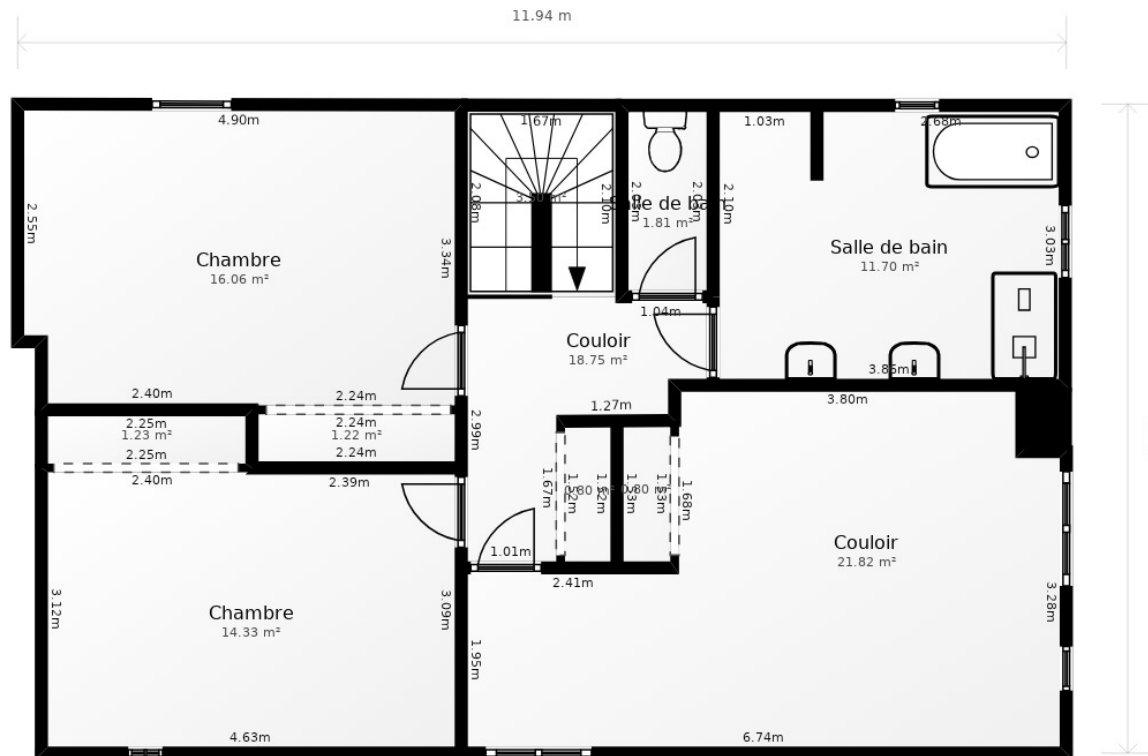 11.94 m
4.90m
1.67m
1.03m
2.68m
2.55m
2.08m
2.10m
2.10m
3.34m
3.03m
Salle de bain
1.81 m²
Salle de bain
11.70 m²
Chambre
16.06 m²
1.04m
Couloir
18.75 m²
3.80m
2.40m
2.24m
1.27m
2.25m
1.23 m²
2.24m
1.22 m²
2.99m
2.25m
2.24m
2.40m
2.39m
1.67m
1.68m
1.01m
Couloir
21.82 m²
2.41m
3.12m
Chambre
14.33 m²
3.09m
1.95m
3.28m
4.63m
6.74m